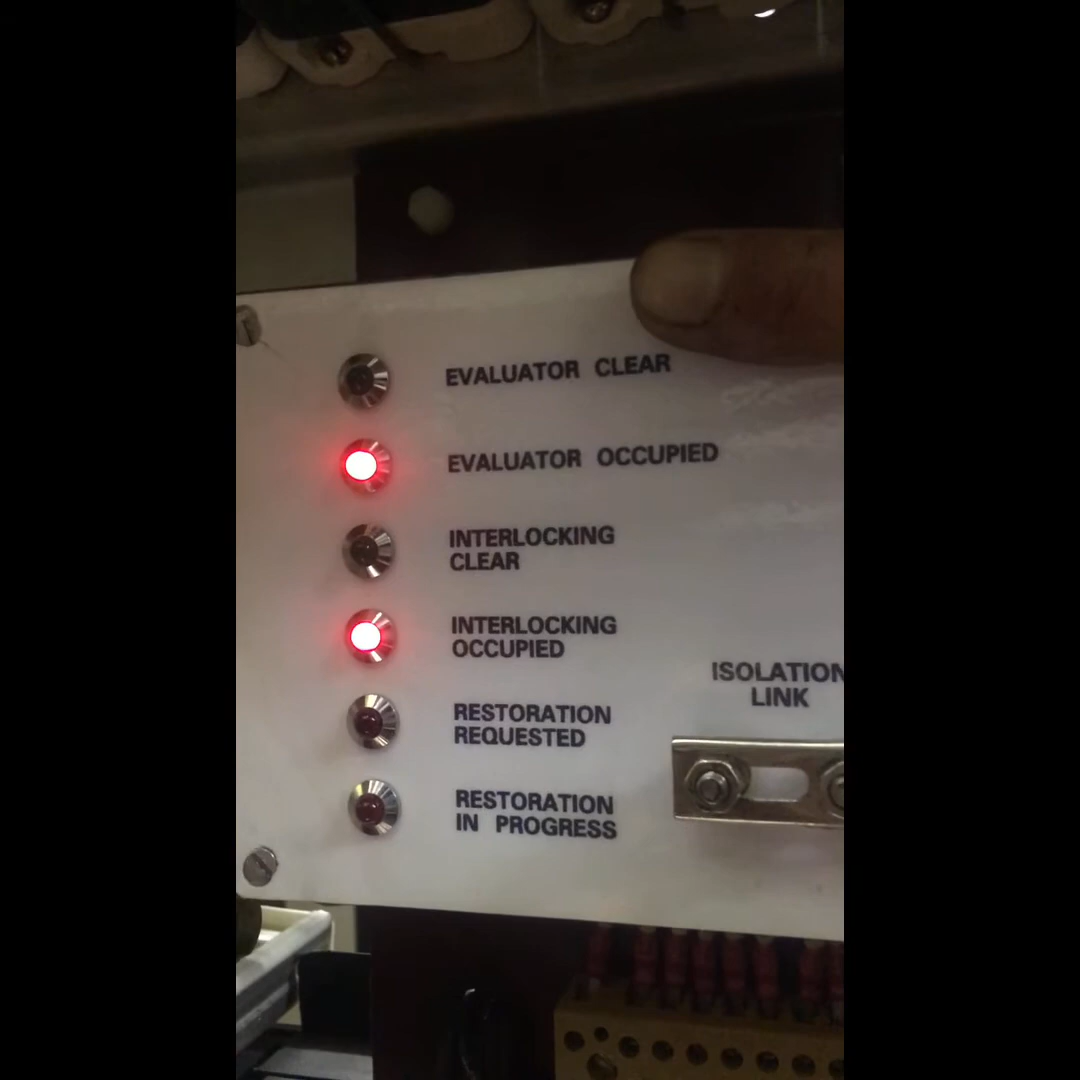 EVALUATOR CLEAR
EVALUATOR OCCUPIED
INTERLOCKING
CLEAR
INTERLOCKING
OCCUPIED
RESTORATION
REQUESTED
RESTORATION
IN PROGRESS
ISOLATION
LINK